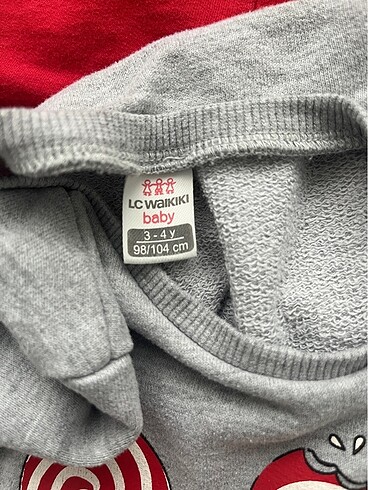 LC WAIKIKI
baby
3 - 4 y
98/104 cm